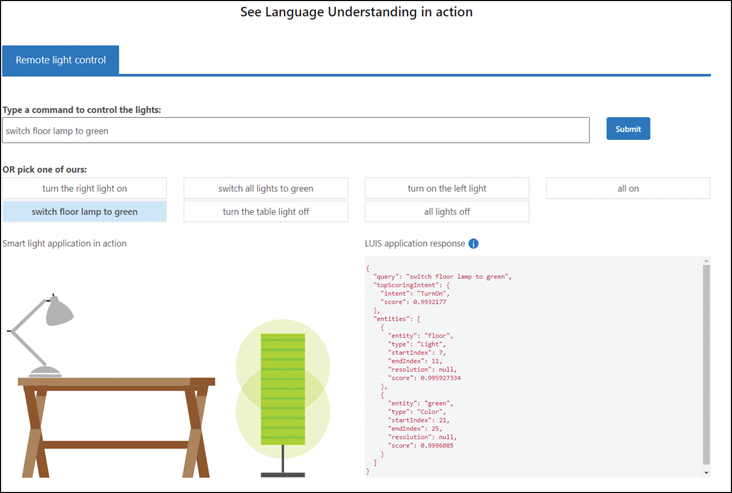 See Language Understanding in action
Remote light control
Type a command to control the lights:
switch floor lamp to green
Submit
OR pick one of ours:
turn the right light on
switch all lights to green
turn on the left light
all on
switch floor lamp to green
turn the table light off
all lights off
Smart light application in action
LUIS application response i
{
"query": "switch floor lamp to green",
"topScoringIntent": {
"intent": "TurnOn",
"score": 0.9932177
},
"entities": [
{
"entity": "floor",
"type": "Light",
"startIndex": 7,
"endIndex": 11,
"resolution": null,
"score": 0.995927334
},
{
"entity": "green",
"type": "Color",
"startIndex": 21,
"endIndex": 25,
"resolution": null,
"score": 0.9996085
}
]
}